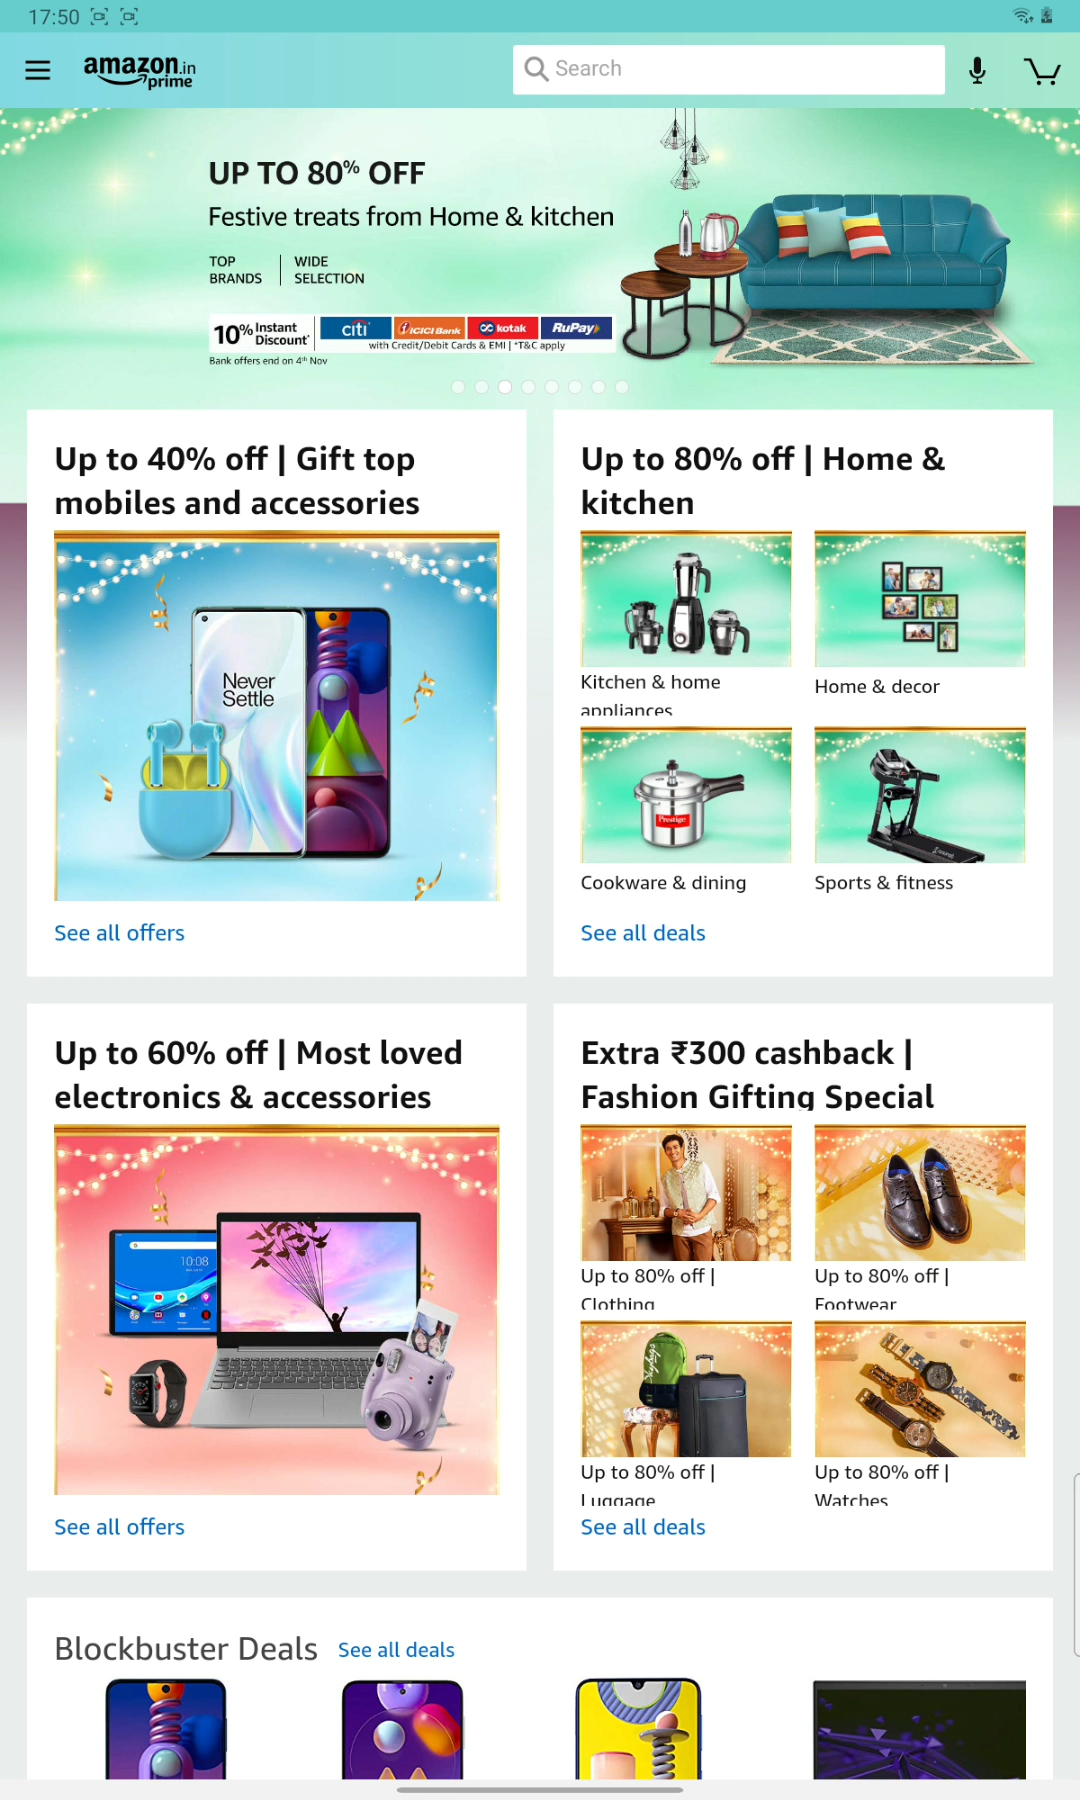 17:50
amazon.in
prime
Search
UP TO 80% OFF
Festive treats from Home & kitchen
TOP BRANDS
WIDE SELECTION
10% Instant Discount*
citi
ICICI Bank
kotak
RuPay
with Credit/Debit Cards & EMI | *T&C apply
Bank offers end on 4th Nov
Up to 40% off | Gift top
mobiles and accessories
Never
Settle
See all offers
Up to 80% off | Home &
kitchen
Kitchen & home
appliances
Home & decor
Prestige
Cookware & dining
Sports & fitness
See all deals
Up to 60% off | Most loved
electronics & accessories
10:08
See all offers
Extra ₹300 cashback |
Fashion Gifting Special
Up to 80% off |
Clothing
Up to 80% off |
Footwear
Skybags
Up to 80% off |
Luggage
Up to 80% off |
Watches
See all deals
Blockbuster Deals
See all deals